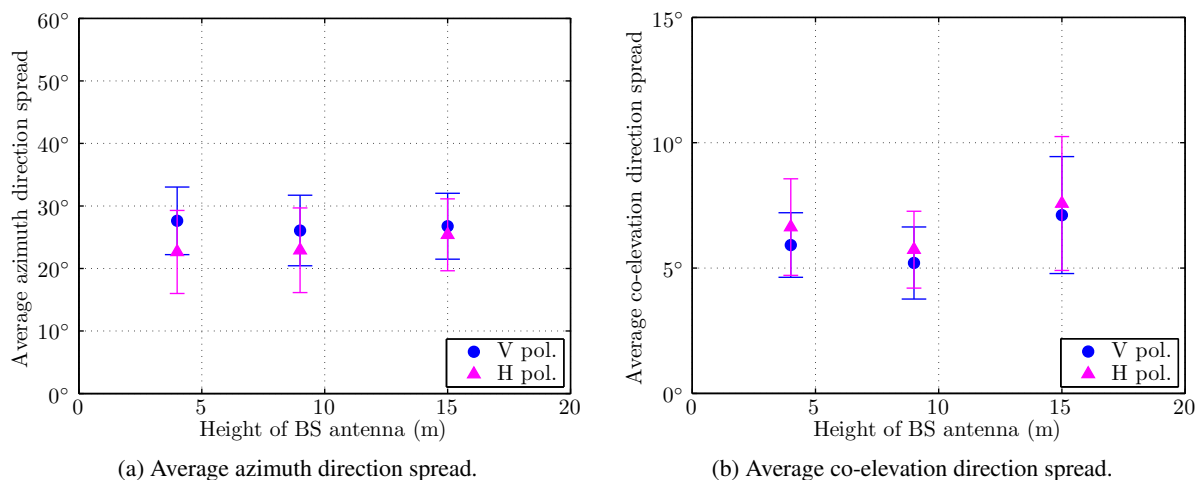 60°
50°
40°
30°
20°
10°
0°
0 5 10 15 20
Average azimuth direction spread
Height of BS antenna (m)
V pol.
H pol.
(a) Average azimuth direction spread.
15°
10°
5°
0°
0 5 10 15 20
Average co-elevation direction spread
Height of BS antenna (m)
V pol.
H pol.
(b) Average co-elevation direction spread.